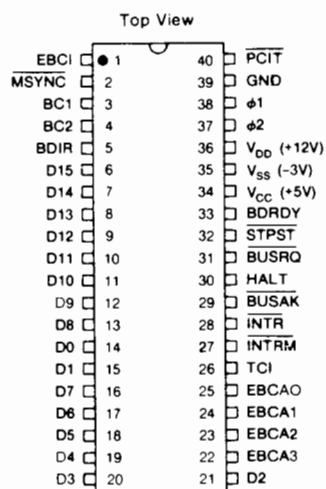 Top View
EBCI 1 40 PCIT
MSYNC 2 39 GND
BC1 3 38 ϕ1
BC2 4 37 ϕ2
BDIR 5 36 VDD (+12V)
D15 6 35 VSS (−3V)
D14 7 34 VCC (+5V)
D13 8 33 BDRDY
D12 9 32 STPST
D11 10 31 BUSRQ
D10 11 30 HALT
D9 12 29 BUSAK
D8 13 28 INTR
D0 14 27 INTRM
D1 15 26 TCI
D7 16 25 EBCAO
D6 17 24 EBCA1
D5 18 23 EBCA2
D4 19 22 EBCA3
D3 20 21 D2